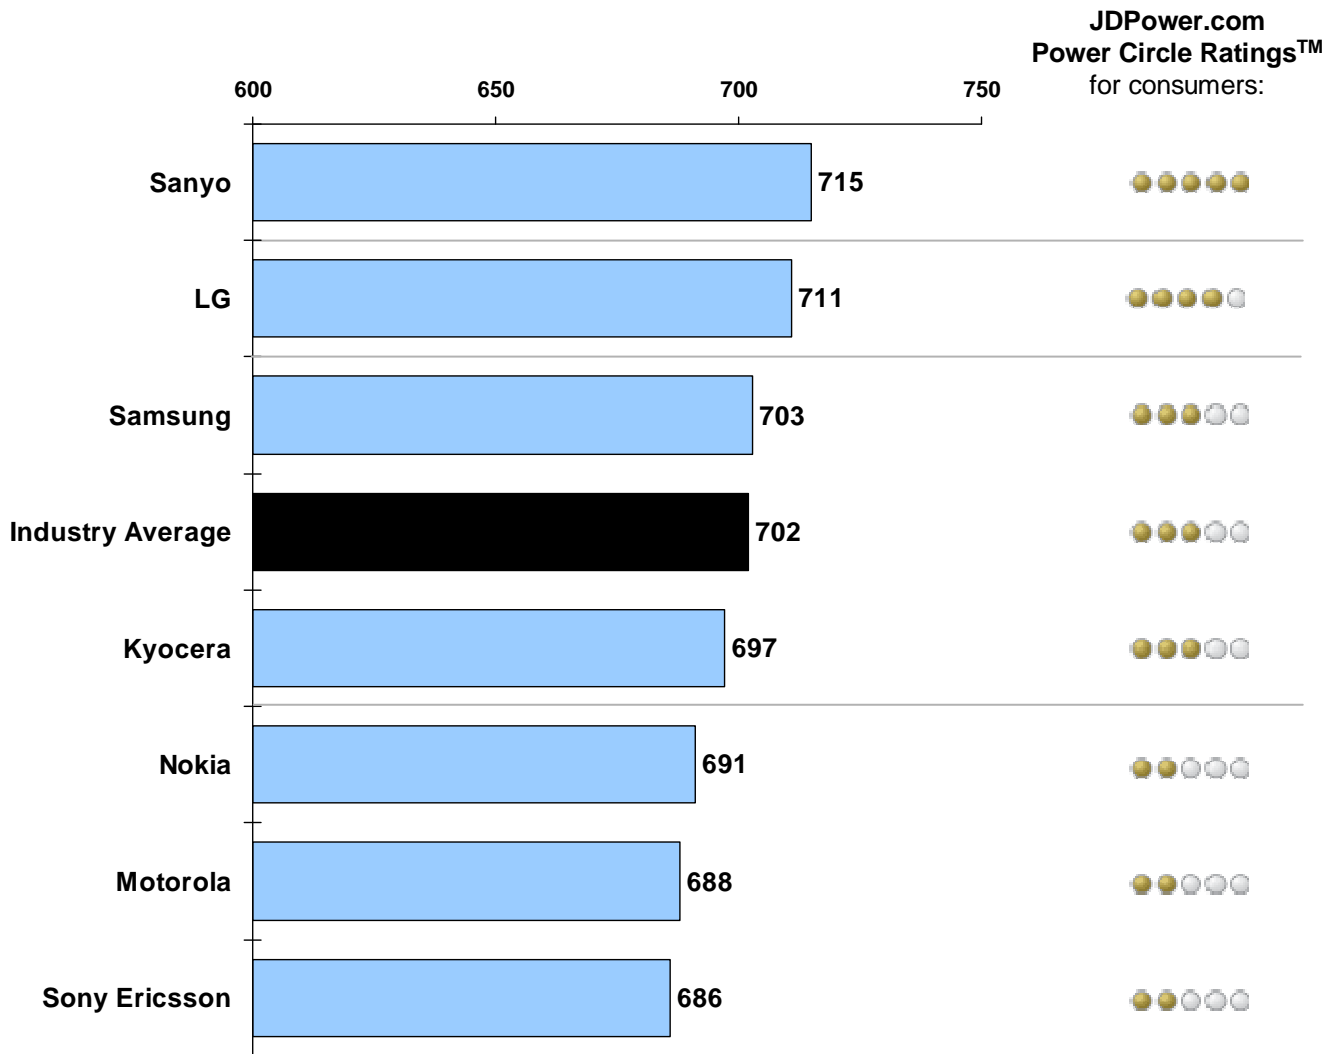 JDPower.com
Power Circle Ratings™
for consumers:
600 650 700 750
Sanyo 715
LG 711
Samsung 703
Industry Average 702
Kyocera 697
Nokia 691
Motorola 688
Sony Ericsson 686